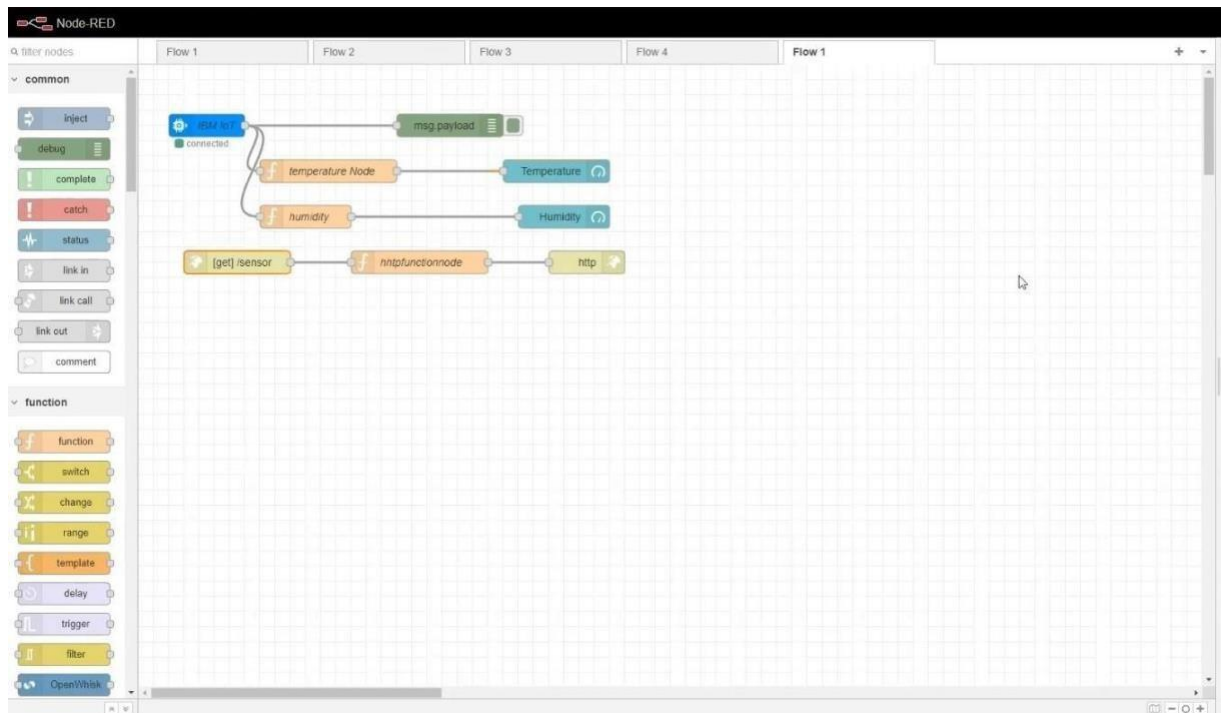 Node-RED
filter nodes
Flow 1
Flow 2
Flow 3
Flow 4
Flow 1
common
inject
debug
complete
catch
status
link in
link call
link out
comment
function
function
switch
change
range
template
delay
trigger
filter
OpenWhisk
IBM IoT
connected
msg.payload
temperature Node
Temperature
humidity
Humidity
[get] /sensor
hntpfunctionnode
http